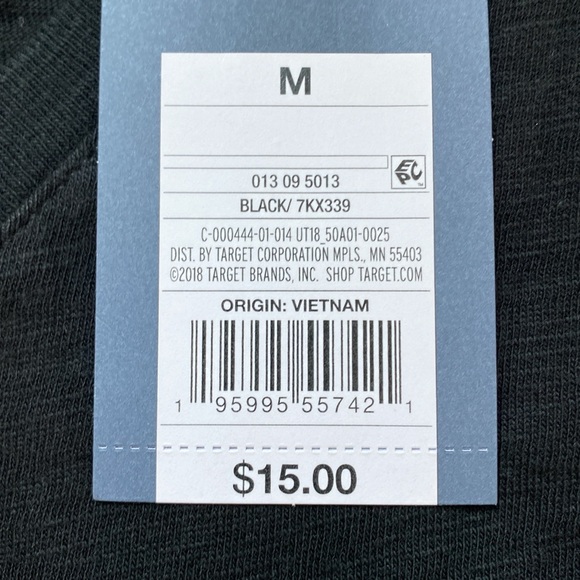 M
EPC
013 09 5013
BLACK/ 7KX339
C-000444-01-014 UT18_50A01-0025
DIST. BY TARGET CORPORATION MPLS., MN 55403
©2018 TARGET BRANDS, INC. SHOP TARGET.COM
ORIGIN: VIETNAM
1 95995 55742 1
$15.00